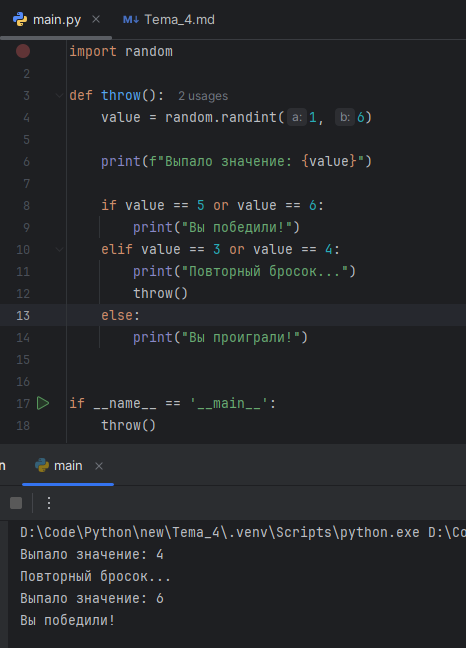 main.py × M↓ Tema_4.md
import random
2
3 def throw(): 2 usages
4 value = random.randint(a: 1, b: 6)
5
6 print(f"Выпало значение: {value}")
7
8 if value == 5 or value == 6:
9 print("Вы победили!")
10 elif value == 3 or value == 4:
11 print("Повторный бросок...")
12 throw()
13 else:
14 print("Вы проиграли!")
15
16
17 if __name__ == '__main__':
18 throw()
n main ×
D:\Code\Python\new\Tema_4\.venv\Scripts\python.exe D:\Co
Выпало значение: 4
Повторный бросок...
Выпало значение: 6
Вы победили!